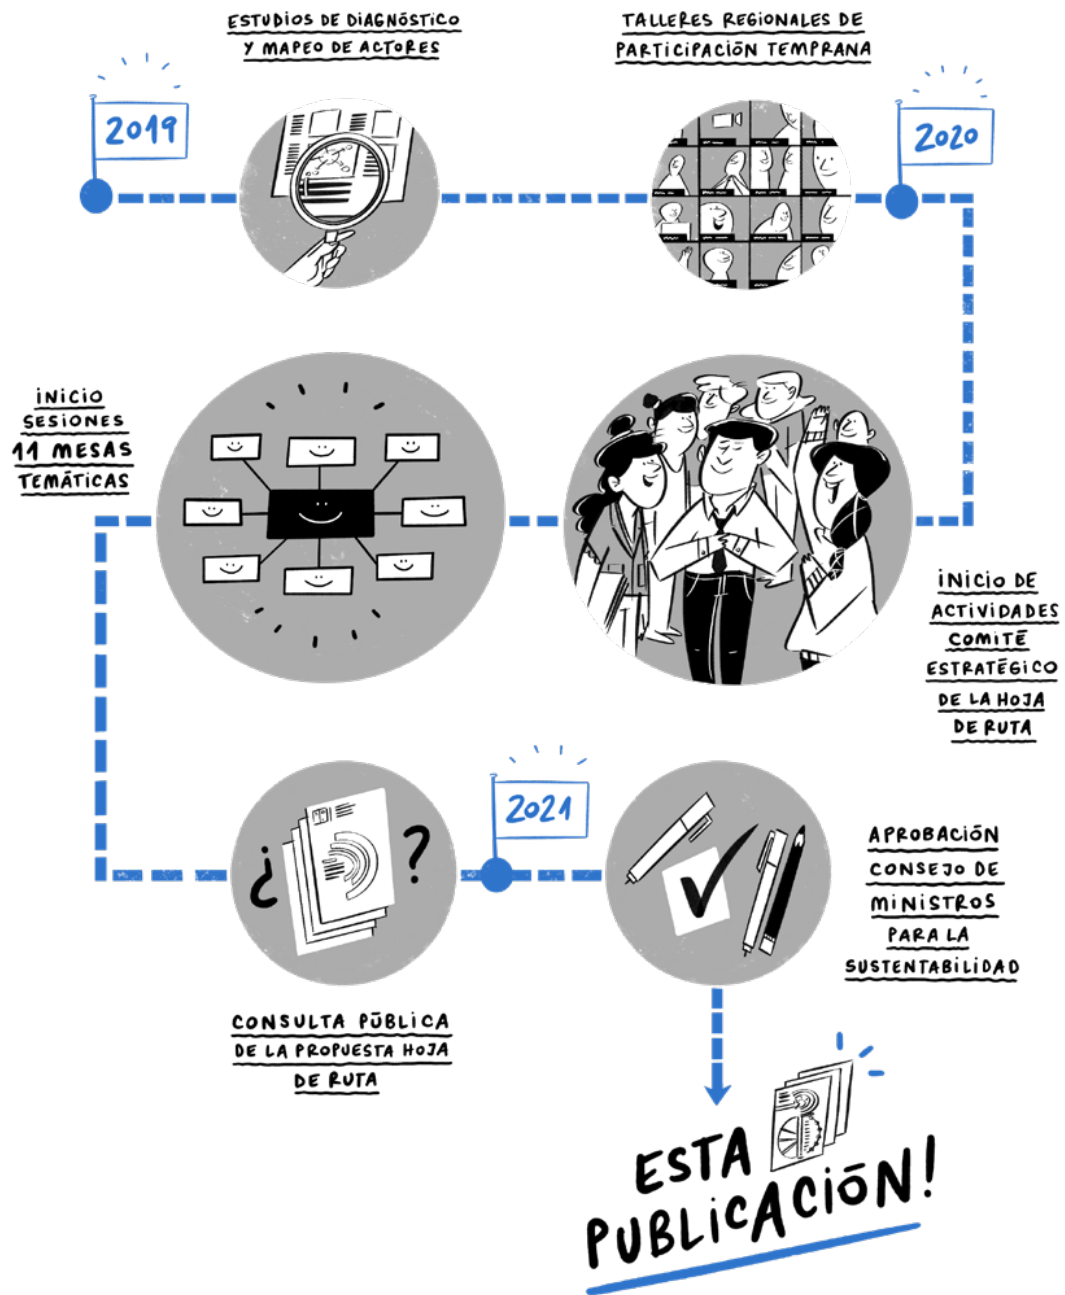 ESTUDIOS DE DIAGNÓSTICO
Y MAPEO DE ACTORES
TALLERES REGIONALES DE
PARTICIPACIÓN TEMPRANA
2019
2020
INICIO
SESIONES
11 MESAS
TEMÁTICAS
INICIO DE
ACTIVIDADES
COMITÉ
ESTRATÉGICO
DE LA HOJA
DE RUTA
2021
¿ ?
APROBACIÓN
CONSEJO DE
MINISTROS
PARA LA
SUSTENTABILIDAD
CONSULTA PÚBLICA
DE LA PROPUESTA HOJA
DE RUTA
ESTA
PUBLICACIÓN!